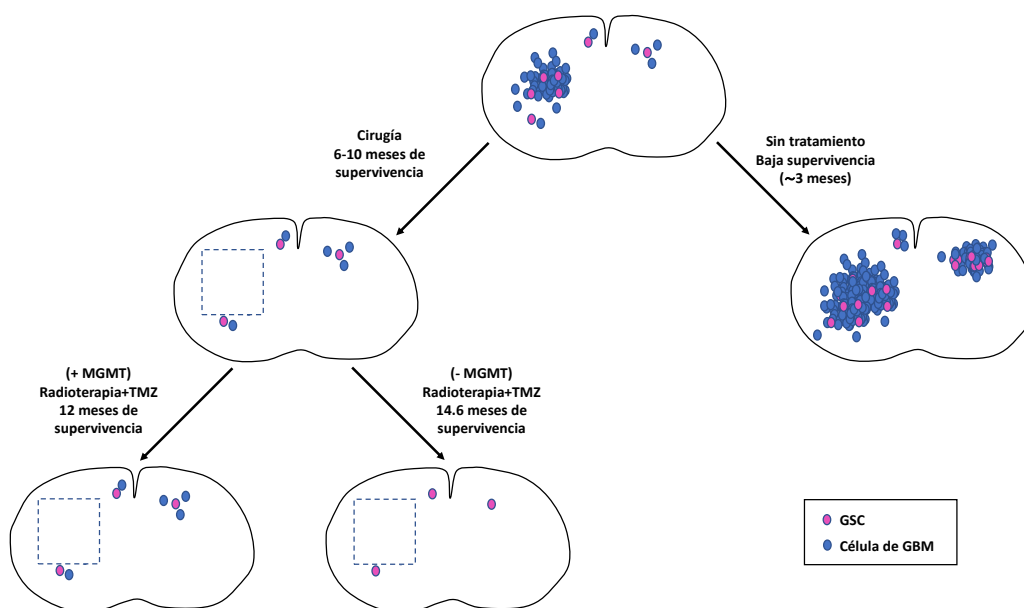 Cirugía
6-10 meses de
supervivencia
Sin tratamiento
Baja supervivencia
(~3 meses)
(+ MGMT)
Radioterapia+TMZ
12 meses de
supervivencia
(- MGMT)
Radioterapia+TMZ
14.6 meses de
supervivencia
GSC
Célula de GBM